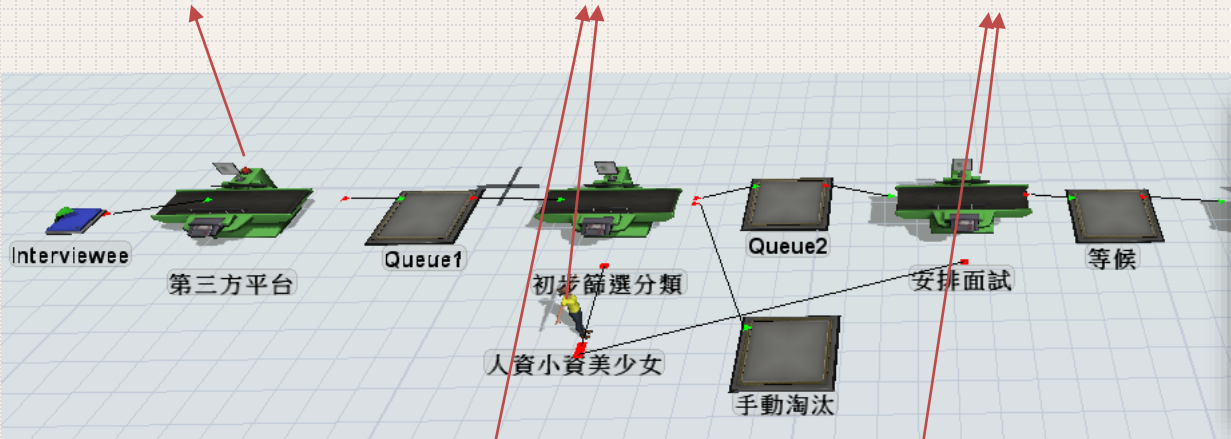 Interviewee
第三方平台
Queue1
初步篩選分類
人資小資美少女
Queue2
手動淘汰
安排面試
等候